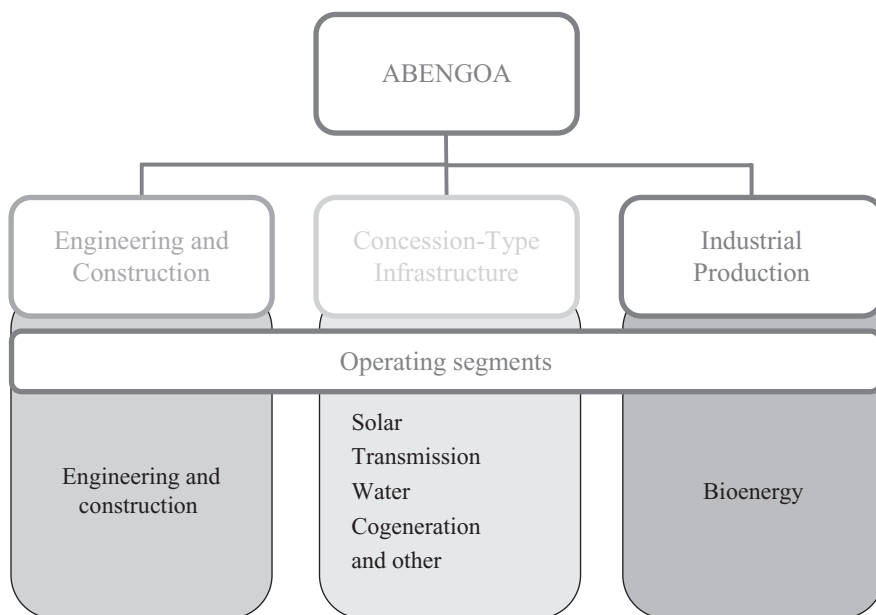 ABENGOA
Engineering and
Construction
Concession-Type
Infrastructure
Industrial
Production
Operating segments
Engineering and
construction
Solar
Transmission
Water
Cogeneration
and other
Bioenergy